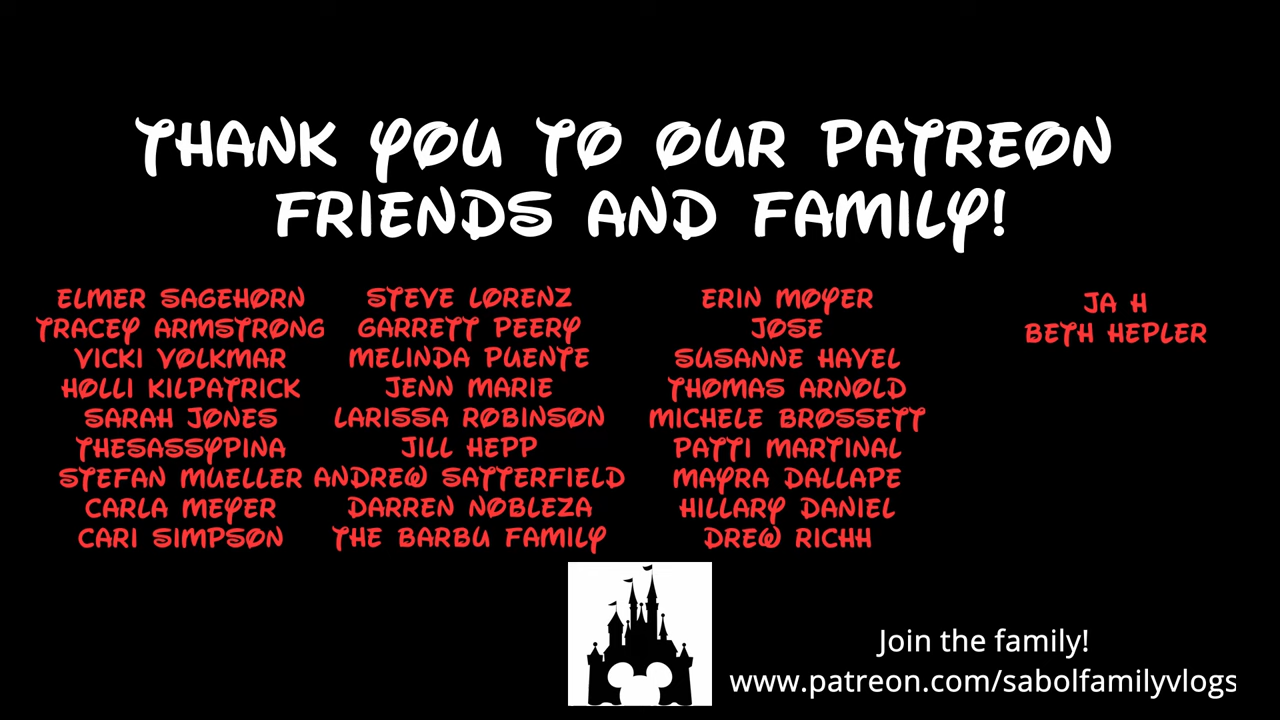 THANK YOU TO OUR PATREON
FRIENDS AND FAMILY!
ELMER SAGEHORN
TRACEY ARMSTRONG
VICKI VOLKMAR
HOLLI KILPATRICK
SARAH JONES
THESASSYPINA
STEFAN MUELLER
CARLA MEYER
CARI SIMPSON
STEVE LORENZ
GARRETT PEERY
MELINDA PUENTE
JENN MARIE
LARISSA ROBINSON
JILL HEPP
ANDREW SATTERFIELD
DARREN NOBLEZA
THE BARBU FAMILY
ERIN MOYER
JOSE
SUSANNE HAVEL
THOMAS ARNOLD
MICHELE BROSSETT
PATTI MARTINAL
MAYRA DALLAPE
HILLARY DANIEL
DREW RICHH
JA H
BETH HEPLER
Join the family!
www.patreon.com/sabolfamilyvlogs